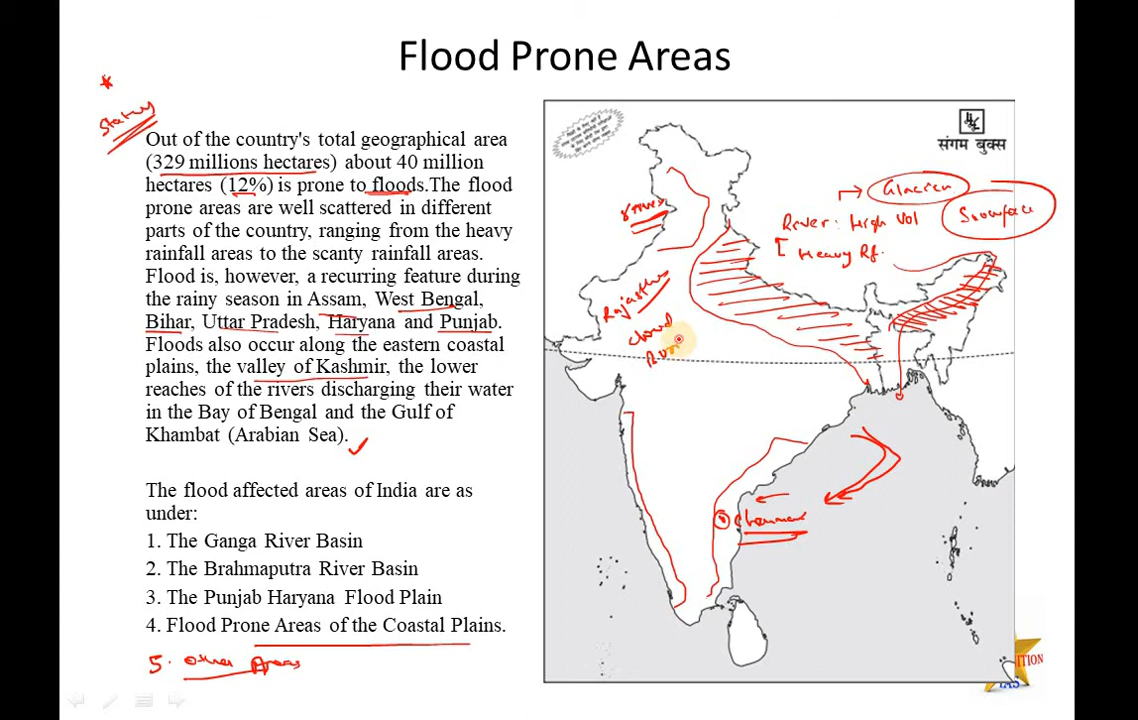 Flood Prone Areas
Status
Out of the country's total geographical area
(329 millions hectares) about 40 million
hectares (12%) is prone to floods.The flood
prone areas are well scattered in different
parts of the country, ranging from the heavy
rainfall areas to the scanty rainfall areas.
Flood is, however, a recurring feature during
the rainy season in Assam, West Bengal,
Bihar, Uttar Pradesh, Haryana and Punjab.
Floods also occur along the eastern coastal
plains, the valley of Kashmir, the lower
reaches of the rivers discharging their water
in the Bay of Bengal and the Gulf of
Khambat (Arabian Sea).
The flood affected areas of India are as
under:
1. The Ganga River Basin
2. The Brahmaputra River Basin
3. The Punjab Haryana Flood Plain
4. Flood Prone Areas of the Coastal Plains.
5. Other Areas
संगम बुक्स
Glacier
River: High Vol
Snowface
Heavy Rf.
5 rivers
Rajasthan
Cloud
Chennai